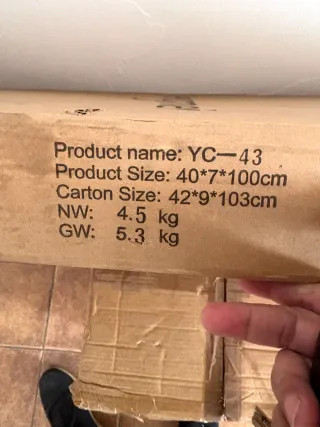 Product name: YC—43
Product Size: 40*7*100cm
Carton Size: 42*9*103cm
NW: 4.5 kg
GW: 5.3 kg